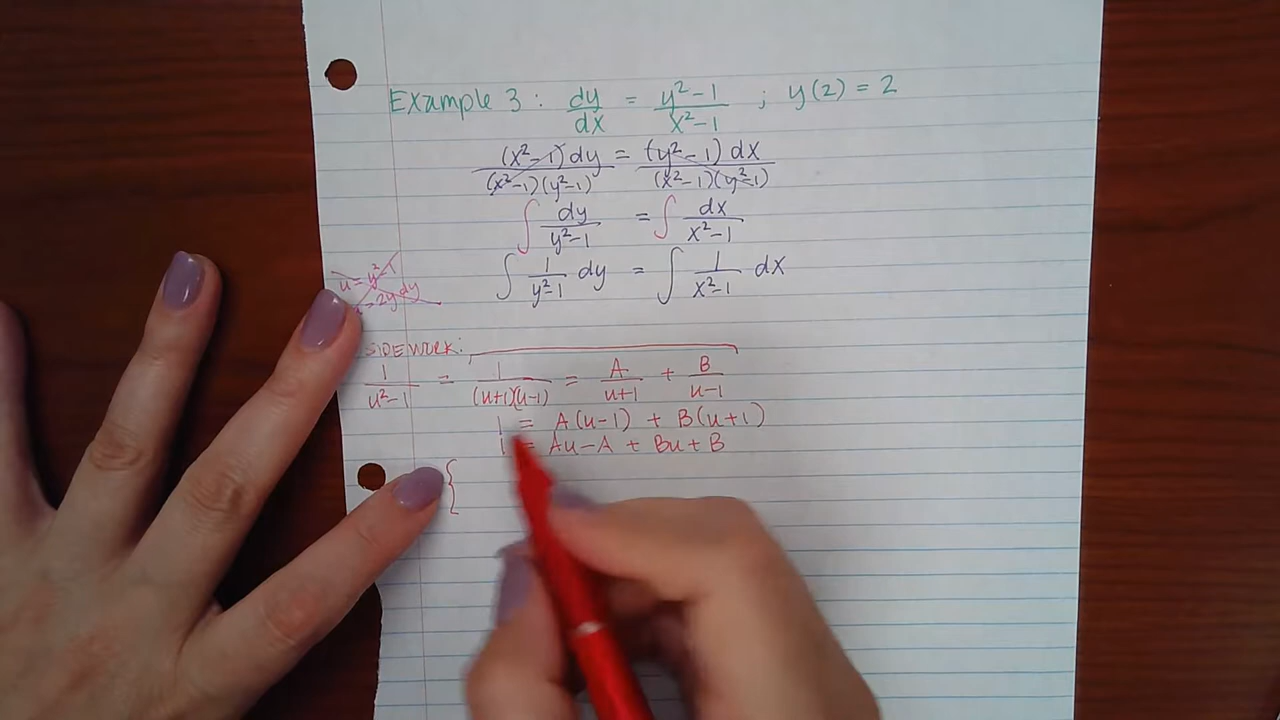 Example 3 : dy/dx = y²-1/x²-1 ; y(2) = 2
(x²-1)dy/(x²-1)(y²-1) = (y²-1)dx/(x²-1)(y²-1)
∫ dy/y²-1 = ∫ dx/x²-1
∫ 1/y²-1 dy = ∫ 1/x²-1 dx
u = y²-1
= 2y dy
SIDEWORK:
1/u²-1 = 1/(u+1)(u-1) = A/u+1 + B/u-1
1 = A(u-1) + B(u+1)
1 = Au-A + Bu+B
{